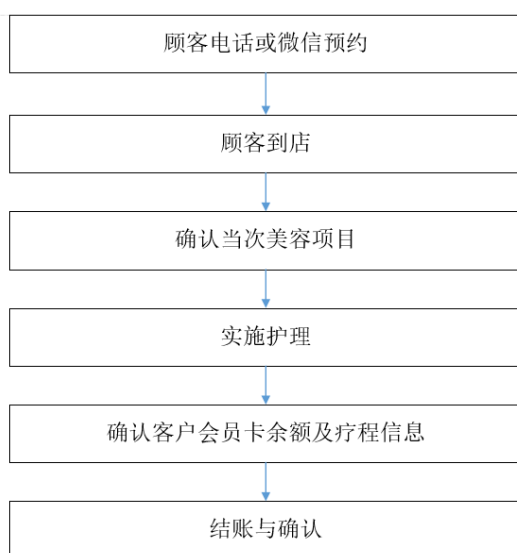 顾客电话或微信预约
顾客到店
确认当次美容项目
实施护理
确认客户会员卡余额及疗程信息
结账与确认